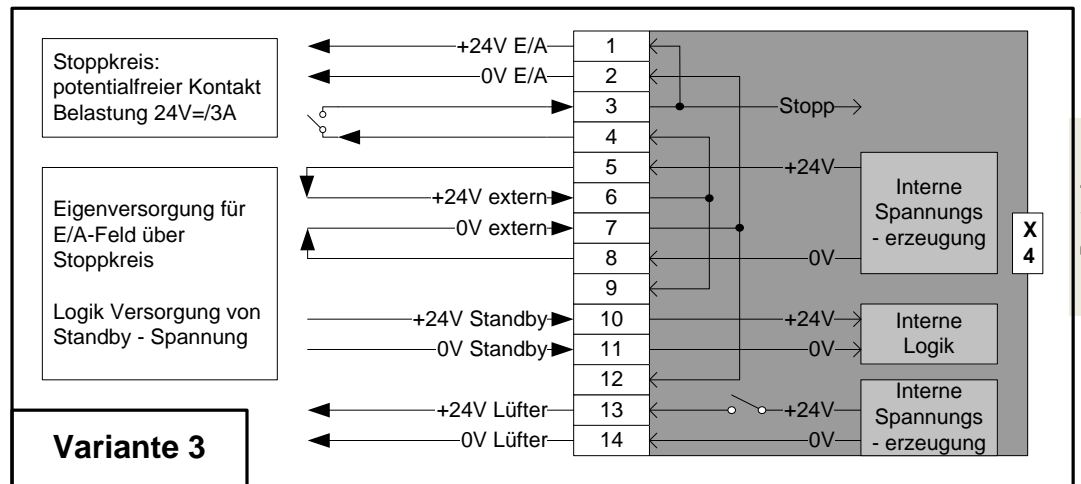 Stoppkreis:
potentialfreier Kontakt
Belastung 24V=/3A
Eigenversorgung für
E/A-Feld über
Stoppkreis
Logik Versorgung von
Standby - Spannung
Variante 3
+24V E/A
0V E/A
+24V extern
0V extern
+24V Standby
0V Standby
+24V Lüfter
0V Lüfter
1
2
3
4
5
6
7
8
9
10
11
12
13
14
Stopp
+24V
0V
+24V
0V
+24V
0V
Interne
Spannungs
- erzeugung
Interne
Logik
Interne
Spannungs
- erzeugung
X
4